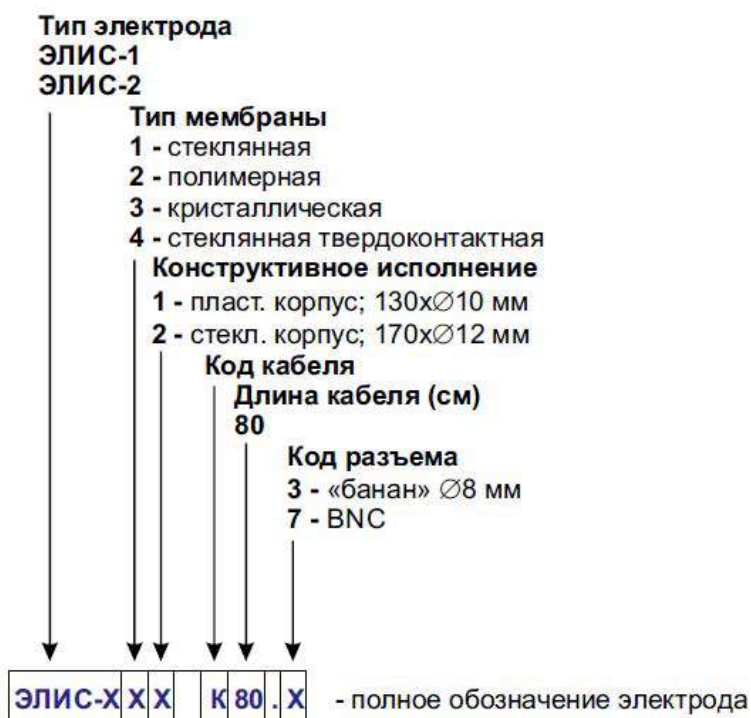 Тип электрода
ЭЛИС-1
ЭЛИС-2
Тип мембраны
1 - стеклянная
2 - полимерная
3 - кристаллическая
4 - стеклянная твердоконтактная
Конструктивное исполнение
1 - пласт. корпус; 130x∅10 мм
2 - стекл. корпус; 170x∅12 мм
Код кабеля
Длина кабеля (см)
80
Код разъема
3 - «банан» ∅8 мм
7 - BNC
ЭЛИС-Х Х Х К 80 . Х - полное обозначение электрода